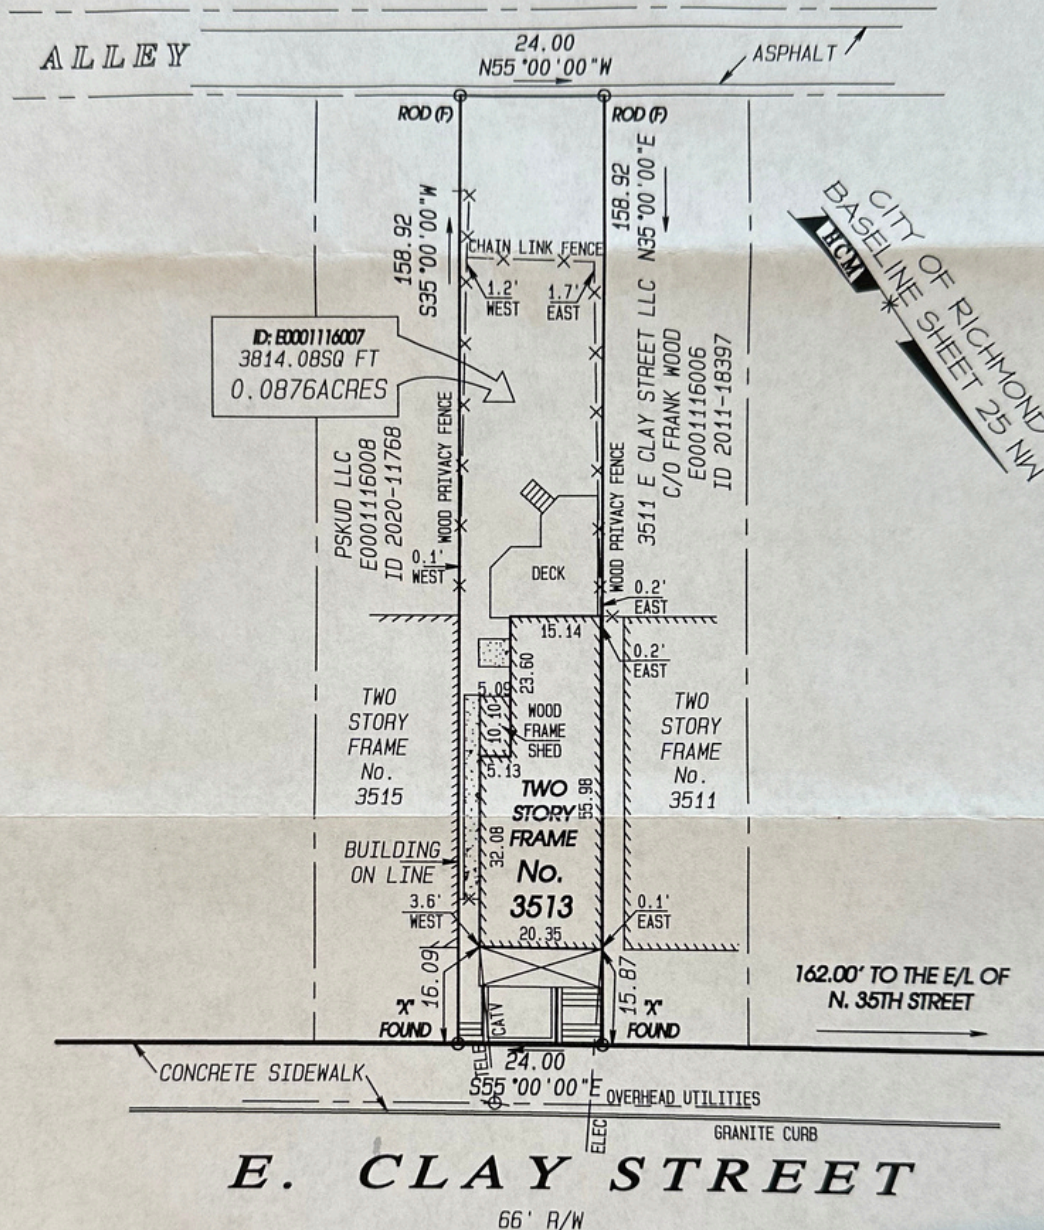 ALLEY
24.00
N55°00'00"W
ASPHALT
ROD (F)
ROD (F)
158.92
S35°00'00"W
158.92
N35°00'00"E
CHAIN LINK FENCE
1.2'
WEST
1.7'
EAST
CITY
OF RICHMOND
BASELINE SHEET 25 NW
HCM
ID: E0001116007
3814.08SQ FT
0.0876ACRES
PSKUD LLC
E0001116008
ID 2020-11768
WOOD PRIVACY FENCE
WOOD PRIVACY FENCE
3511 E CLAY STREET LLC
C/O FRANK WOOD
E0001116006
ID 2011-18397
0.1'
WEST
DECK
0.2'
EAST
15.14
0.2'
EAST
23.60
5.09
10.10
10.10
WOOD
FRAME
SHED
5.13
TWO
STORY
FRAME
No.
3515
TWO
STORY
FRAME
No.
3511
TWO
STORY
FRAME
No.
3513
55.98
32.08
BUILDING
ON LINE
3.6'
WEST
0.1'
EAST
20.35
16.09
15.87
"X"
FOUND
"X"
FOUND
CATV
TELE
162.00' TO THE E/L OF
N. 35TH STREET
CONCRETE SIDEWALK
24.00
S55°00'00"E
OVERHEAD UTILITIES
ELEC
GRANITE CURB
E. CLAY STREET
66' R/W